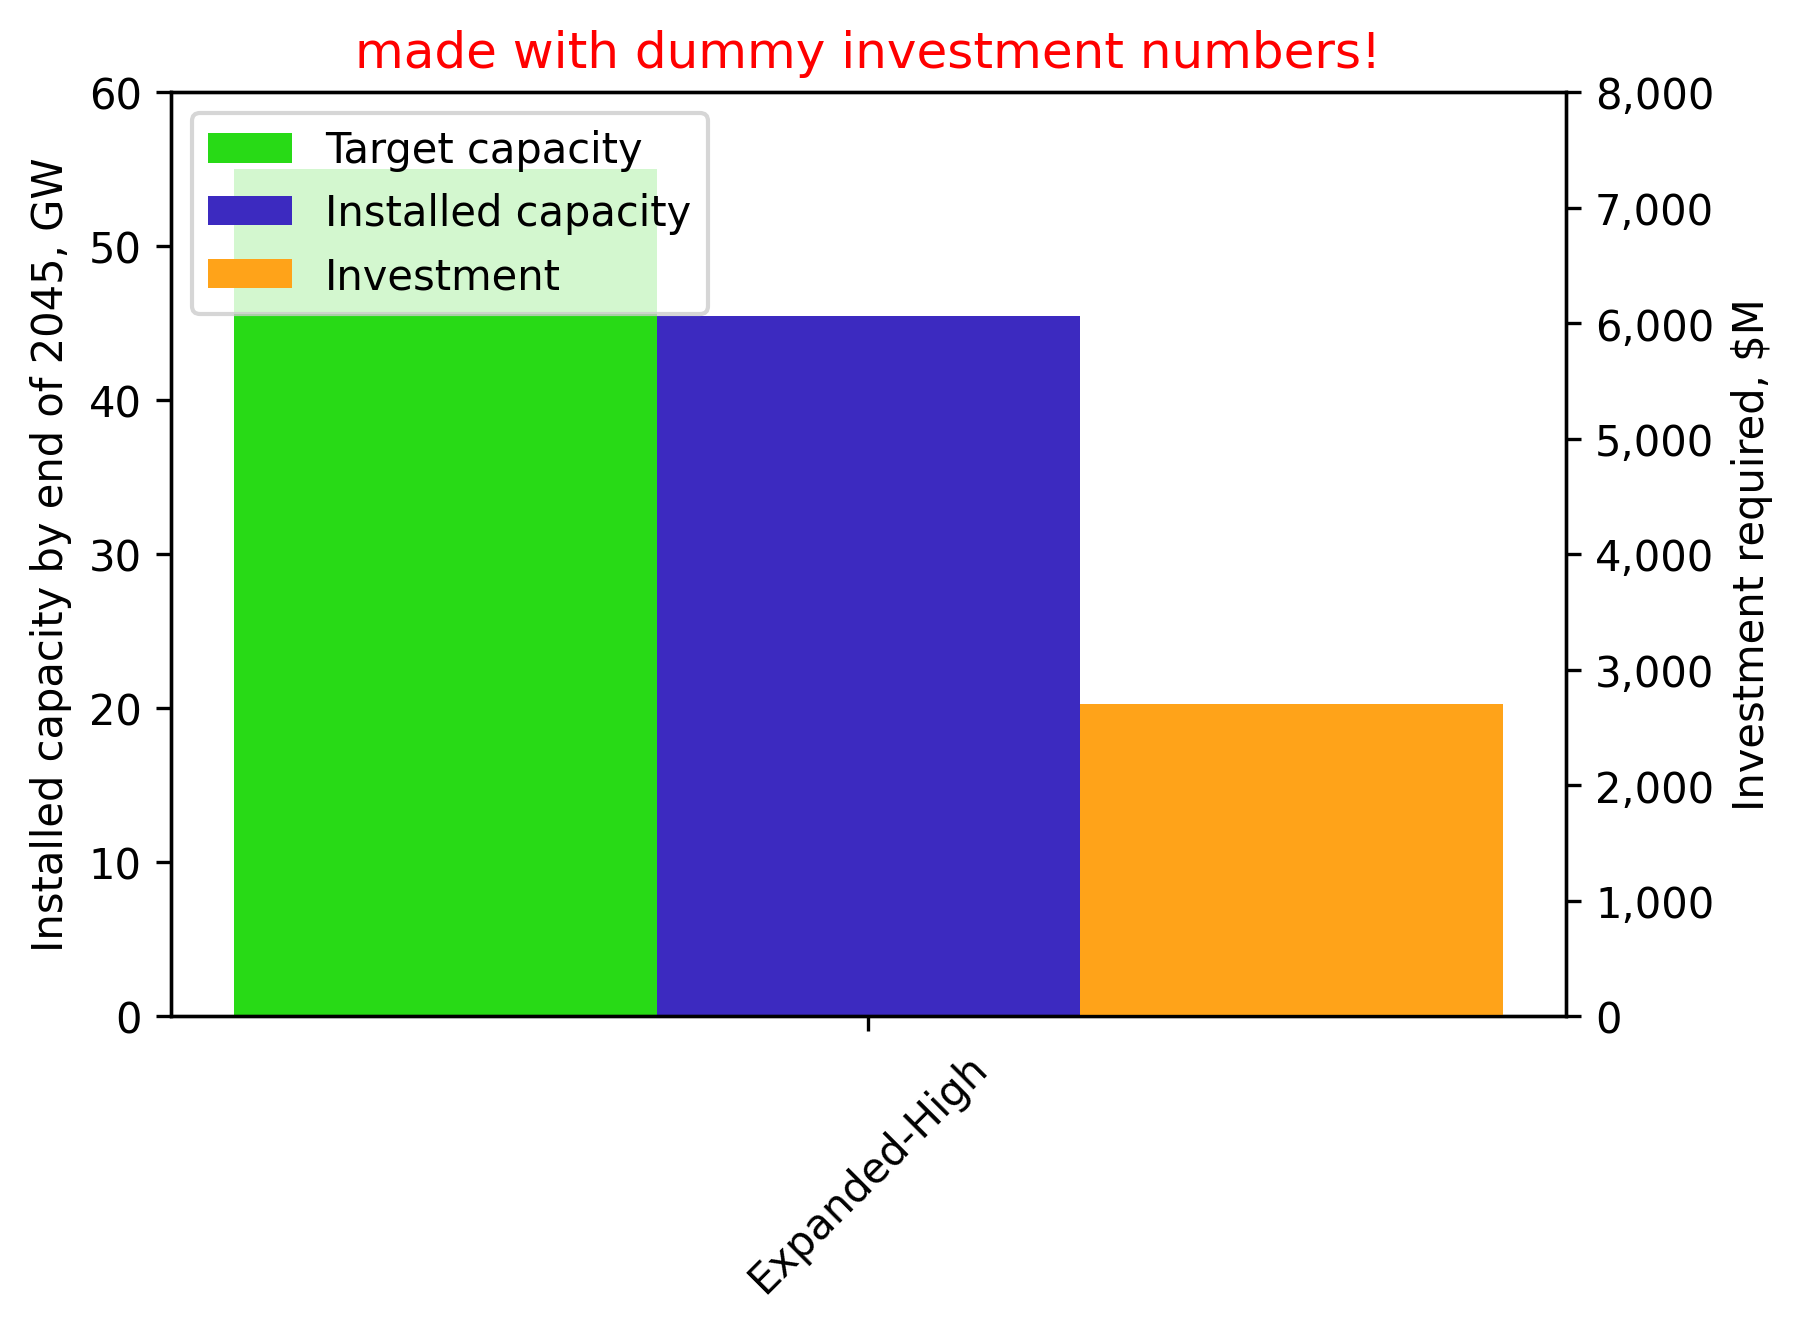 made with dummy investment numbers!
Target capacity
Installed capacity
Investment
60
50
40
30
20
10
0
Installed capacity by end of 2045, GW
8,000
7,000
6,000
5,000
4,000
3,000
2,000
1,000
0
Investment required, $M
Expanded-High